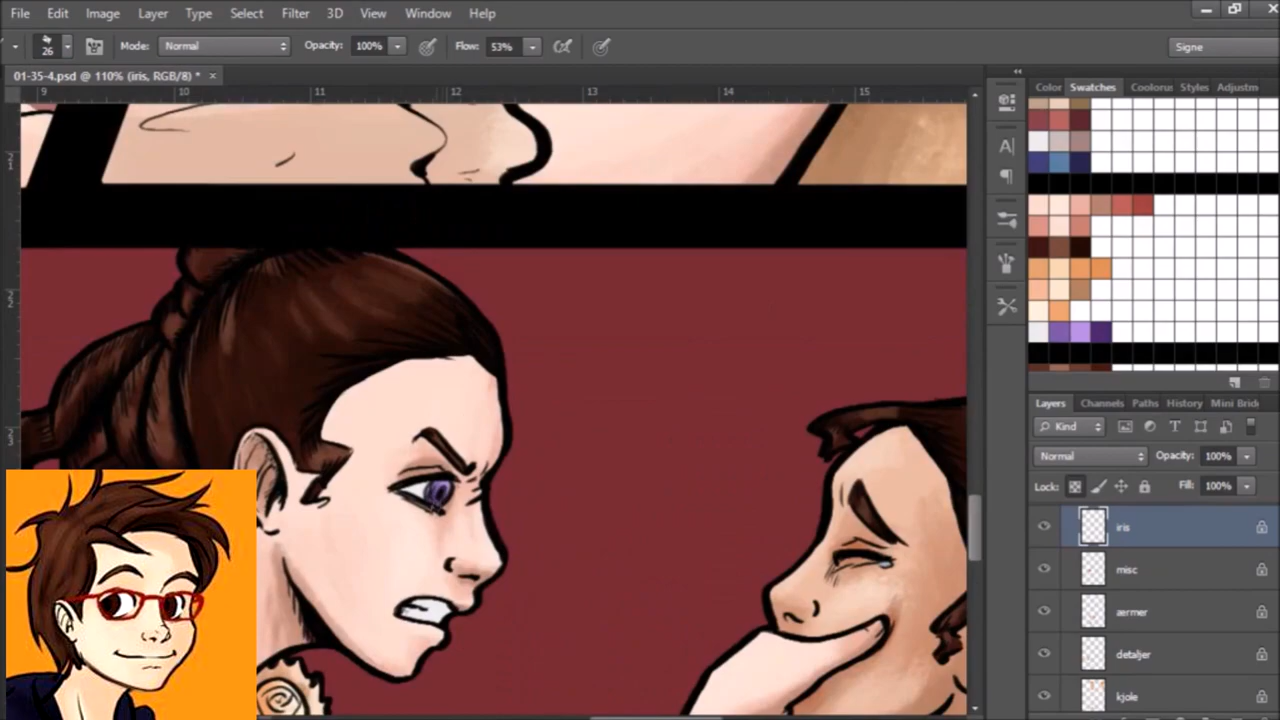 File Edit Image Layer Type Select Filter 3D View Window Help
26 Mode: Normal Opacity: 100% Flow: 53% Signe
01-35-4.psd @ 110% (iris, RGB/8) * ×
9 10 11 12 13 14 15
Color Swatches Coolorus Styles Adjustm
Layers Channels Paths History Mini Brid
Kind
Normal Opacity: 100%
Lock: Fill: 100%
iris
misc
ærmer
detaljer
kjole